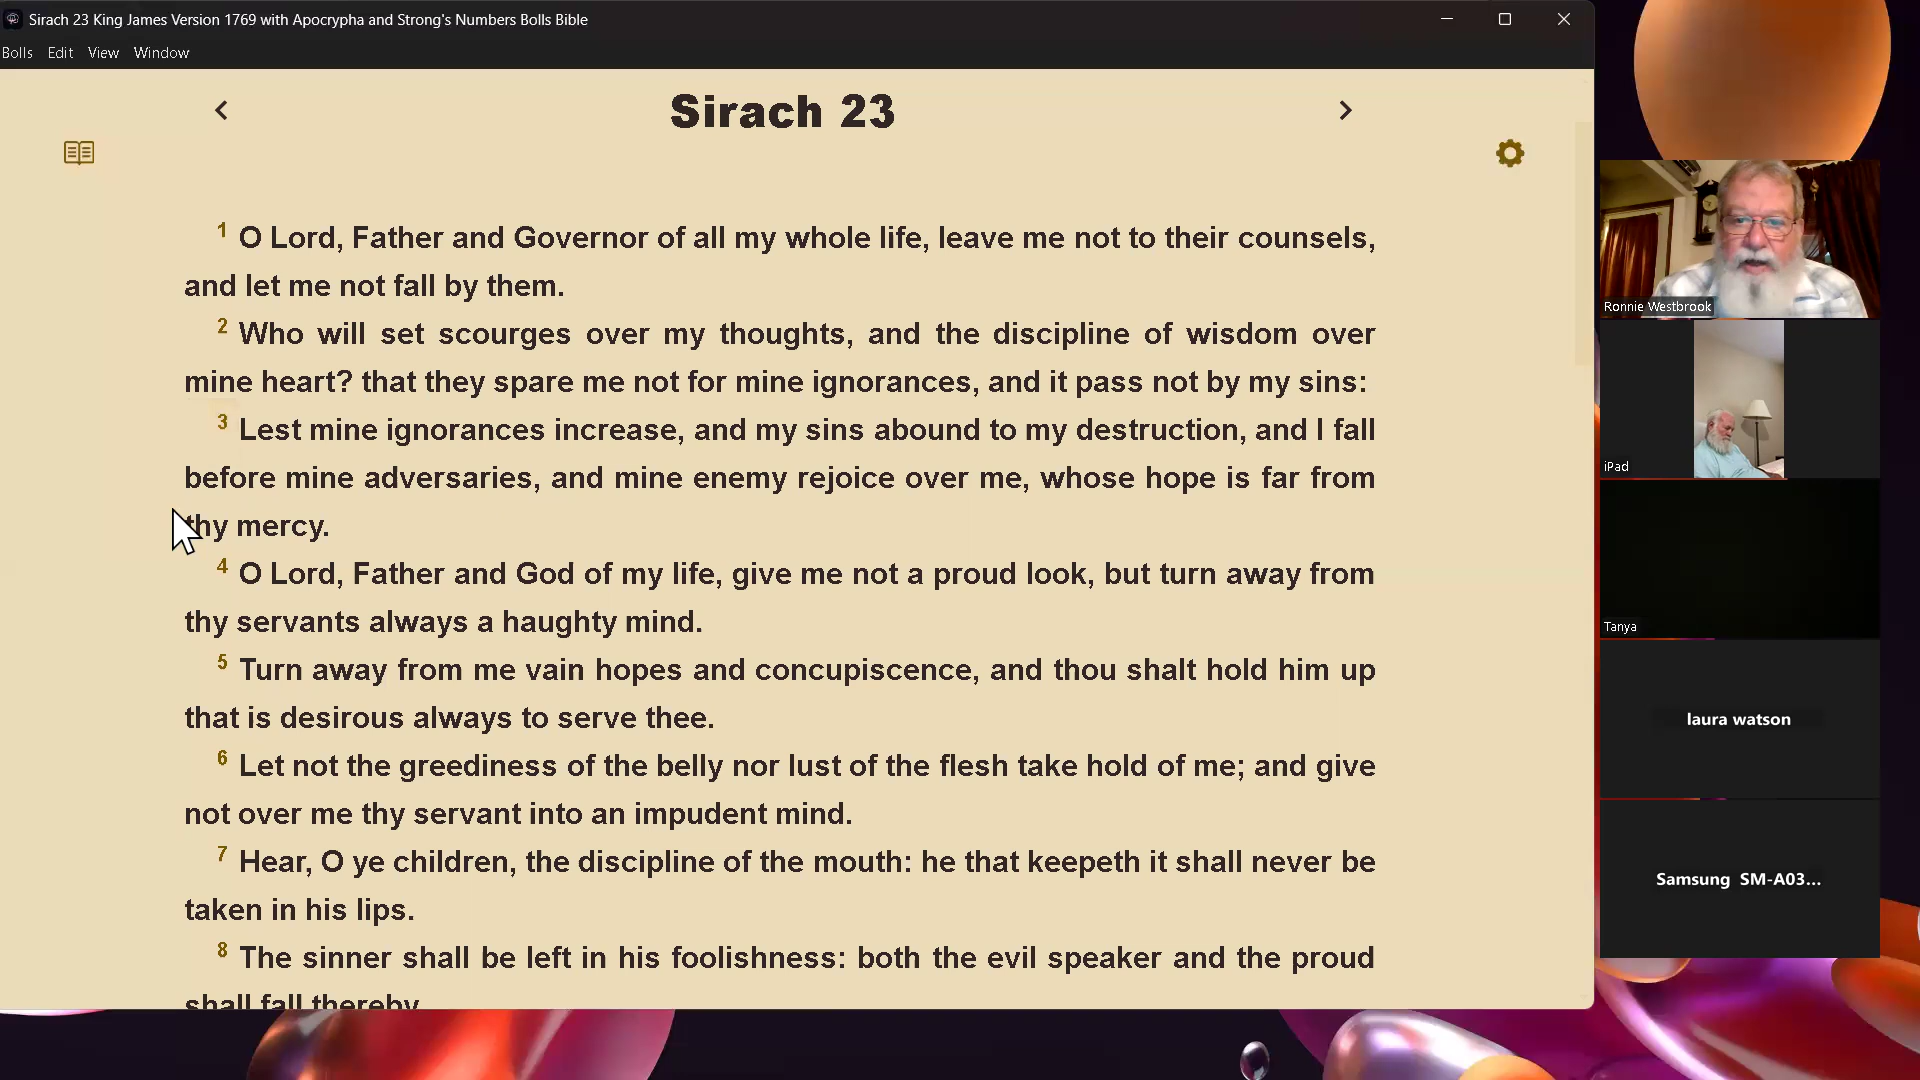 Sirach 23 King James Version 1769 with Apocrypha and Strong's Numbers Bolls Bible
Bolls Edit View Window
Sirach 23
1 O Lord, Father and Governor of all my whole life, leave me not to their counsels,
and let me not fall by them.
2 Who will set scourges over my thoughts, and the discipline of wisdom over
mine heart? that they spare me not for mine ignorances, and it pass not by my sins:
3 Lest mine ignorances increase, and my sins abound to my destruction, and I fall
before mine adversaries, and mine enemy rejoice over me, whose hope is far from
thy mercy.
4 O Lord, Father and God of my life, give me not a proud look, but turn away from
thy servants always a haughty mind.
5 Turn away from me vain hopes and concupiscence, and thou shalt hold him up
that is desirous always to serve thee.
6 Let not the greediness of the belly nor lust of the flesh take hold of me; and give
not over me thy servant into an impudent mind.
7 Hear, O ye children, the discipline of the mouth: he that keepeth it shall never be
taken in his lips.
8 The sinner shall be left in his foolishness: both the evil speaker and the proud
shall fall thereby.
Ronnie Westbrook
iPad
Tanya
laura watson
Samsung SM-A03...